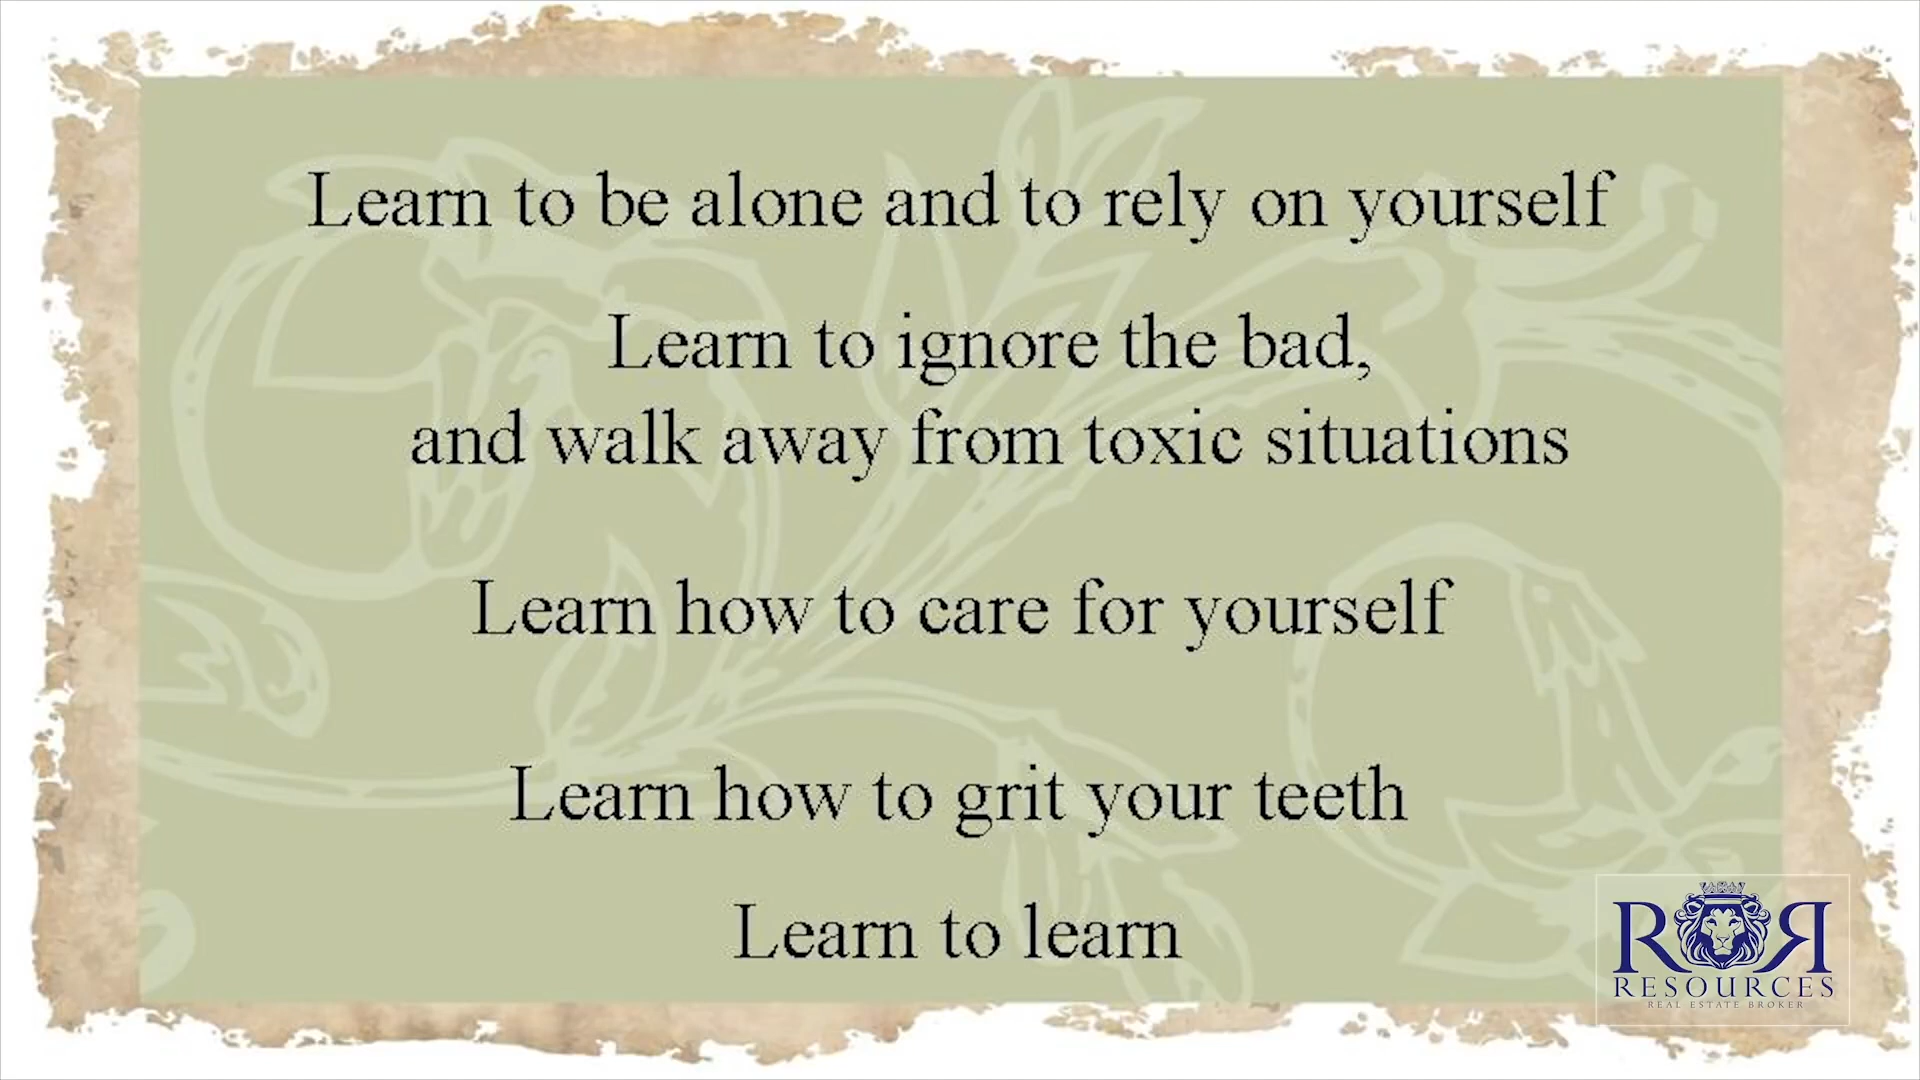 Learn to be alone and to rely on yourself
Learn to ignore the bad,
and walk away from toxic situations
Learn how to care for yourself
Learn how to grit your teeth
Learn to learn
R R
RESOURCES
REAL ESTATE BROKER